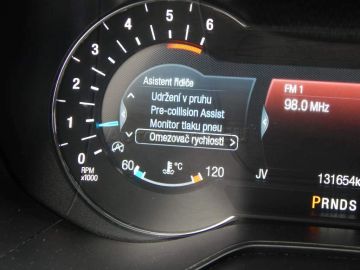 6
5
4
3
2
1
0
RPM
x1000
Asistent řidiče
Udržení v pruhu
Pre-collision Assist
Monitor tlaku pneu
Omezovač rychlosti
60
°C
120
FM 1
98.0 MHz
JV
131654k
PRNDS